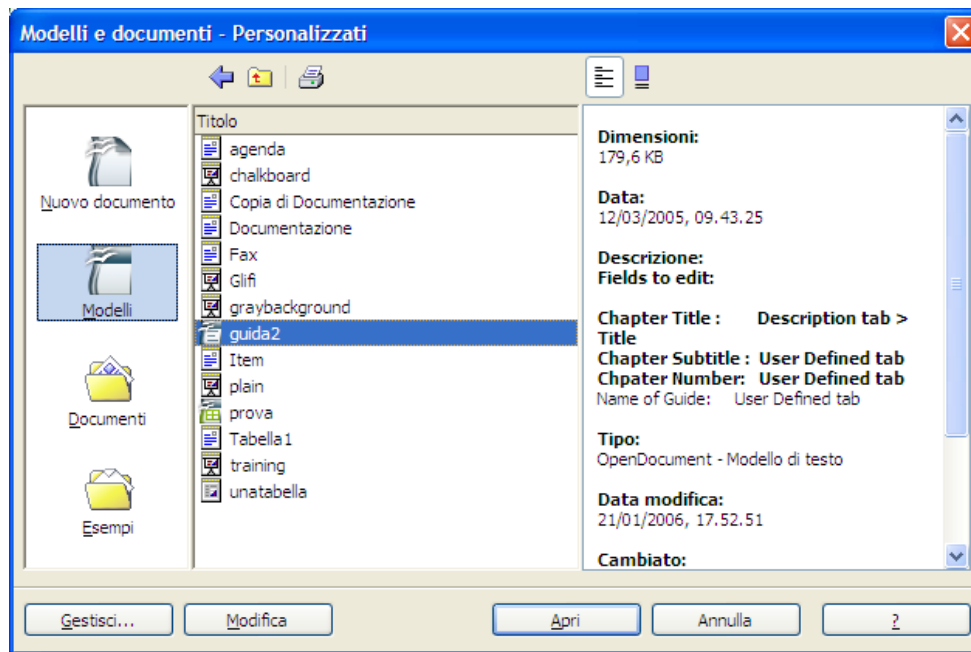 Modelli e documenti - Personalizzati
Nuovo documento
Modelli
Documenti
Esempi
Titolo
agenda
chalkboard
Copia di Documentazione
Documentazione
Fax
Glifi
graybackground
guida2
Item
plain
prova
Tabella1
training
unatabella
Dimensioni:
179,6 KB
Data:
12/03/2005, 09.43.25
Descrizione:
Fields to edit:
Chapter Title : Description tab >
Title
Chapter Subtitle : User Defined tab
Chpater Number: User Defined tab
Name of Guide: User Defined tab
Tipo:
OpenDocument - Modello di testo
Data modifica:
21/01/2006, 17.52.51
Cambiato:
Gestisci... Modifica Apri Annulla ?